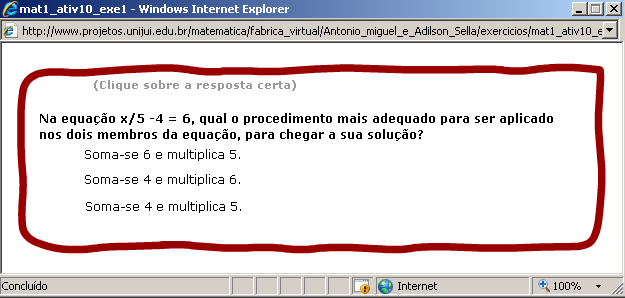 mat1_ativ10_exe1 - Windows Internet Explorer
http://www.projetos.unijui.edu.br/matematica/fabrica_virtual/Antonio_miguel_e_Adilson_Sella/exercicios/mat1_ativ10_e
(Clique sobre a resposta certa)
Na equação x/5 -4 = 6, qual o procedimento mais adequado para ser aplicado
nos dois membros da equação, para chegar a sua solução?
Soma-se 6 e multiplica 5.
Soma-se 4 e multiplica 6.
Soma-se 4 e multiplica 5.
Concluído Internet 100%